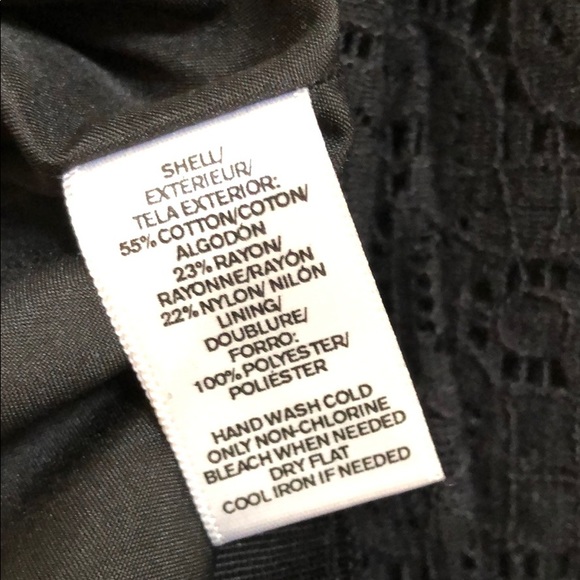 SHELL/
EXTÉRIEUR/
TELA EXTERIOR:
55% COTTON/COTON/
ALGODÓN
23% RAYON/
RAYONNE/RAYÓN
22% NYLON/ NILÓN
LINING/
DOUBLURE/
FORRO:
100% POLYESTER/
POLIÉSTER
HAND WASH COLD
ONLY NON-CHLORINE
BLEACH WHEN NEEDED
DRY FLAT
COOL IRON IF NEEDED